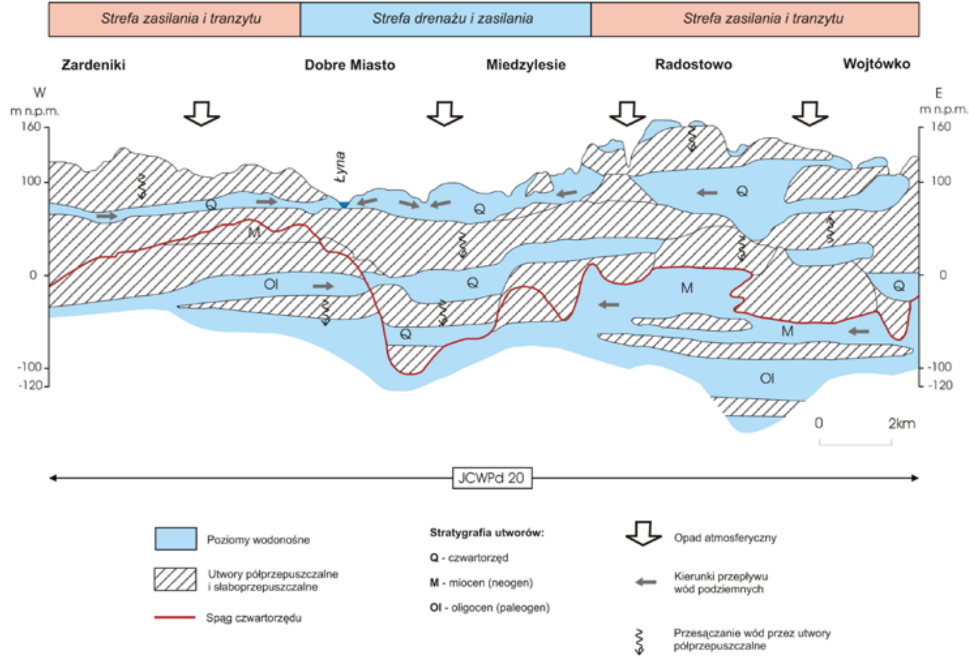 Strefa zasilania i tranzytu
Strefa drenażu i zasilania
Strefa zasilania i tranzytu
Zardeniki
Dobre Miasto
Miedzylesie
Radostowo
Wojtówko
W
m n.p.m.
E
m n.p.m.
160
160
Łyna
100
100
Q
Q
Q
M
0
0
Ol
Q
M
Q
Q
M
-100
-100
-120
-120
Ol
0 2km
JCWPd 20
Poziomy wodonośne
Utwory półprzepuszczalne
i słaboprzepuszczalne
Spąg czwartorzędu
Stratygrafia utworów:
Q - czwartorzęd
M - miocen (neogen)
Ol - oligocen (paleogen)
Opad atmosferyczny
Kierunki przepływu
wód podziemnych
Przesączanie wód przez utwory
półprzepuszczalne